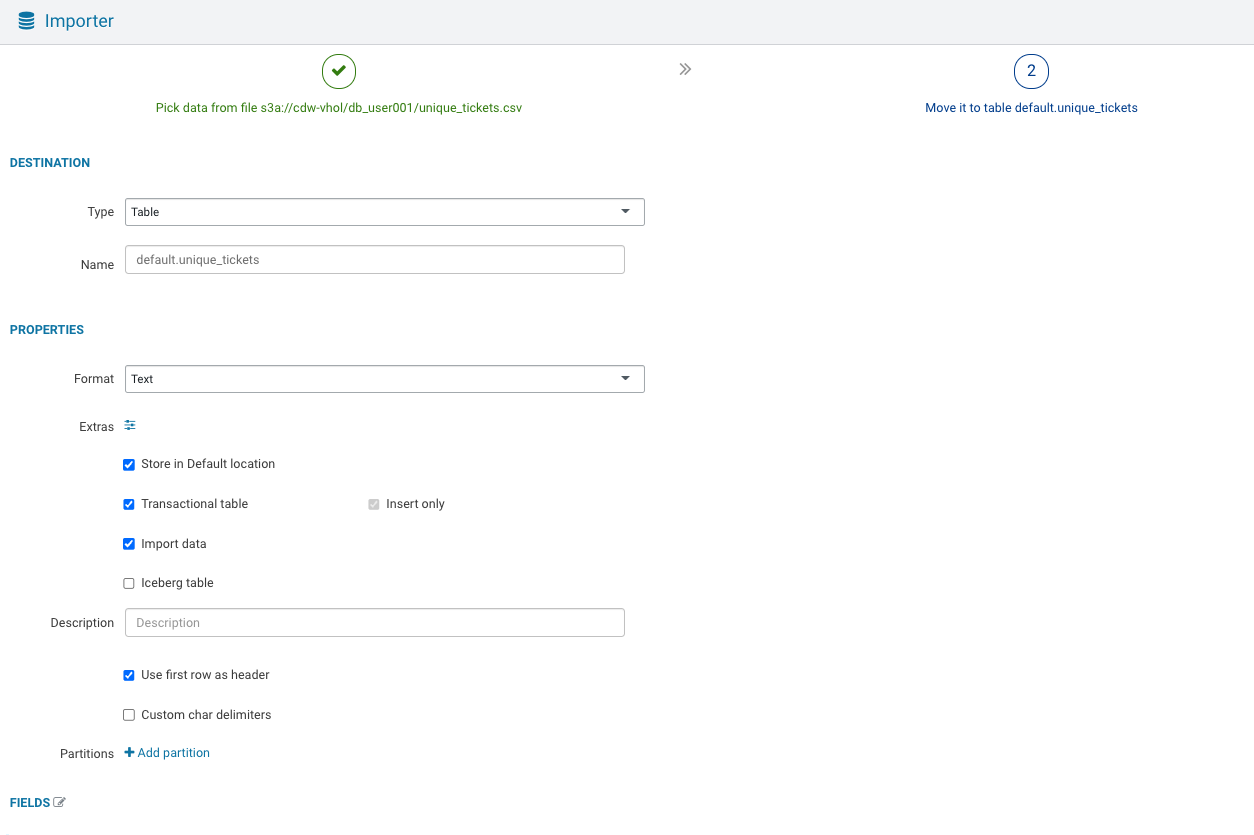 Importer
2
Pick data from file s3a://cdw-vhol/db_user001/unique_tickets.csv
Move it to table default.unique_tickets
DESTINATION
Type Table
Name default.unique_tickets
PROPERTIES
Format Text
Extras
Store in Default location
Transactional table Insert only
Import data
Iceberg table
Description Description
Use first row as header
Custom char delimiters
Partitions Add partition
FIELDS